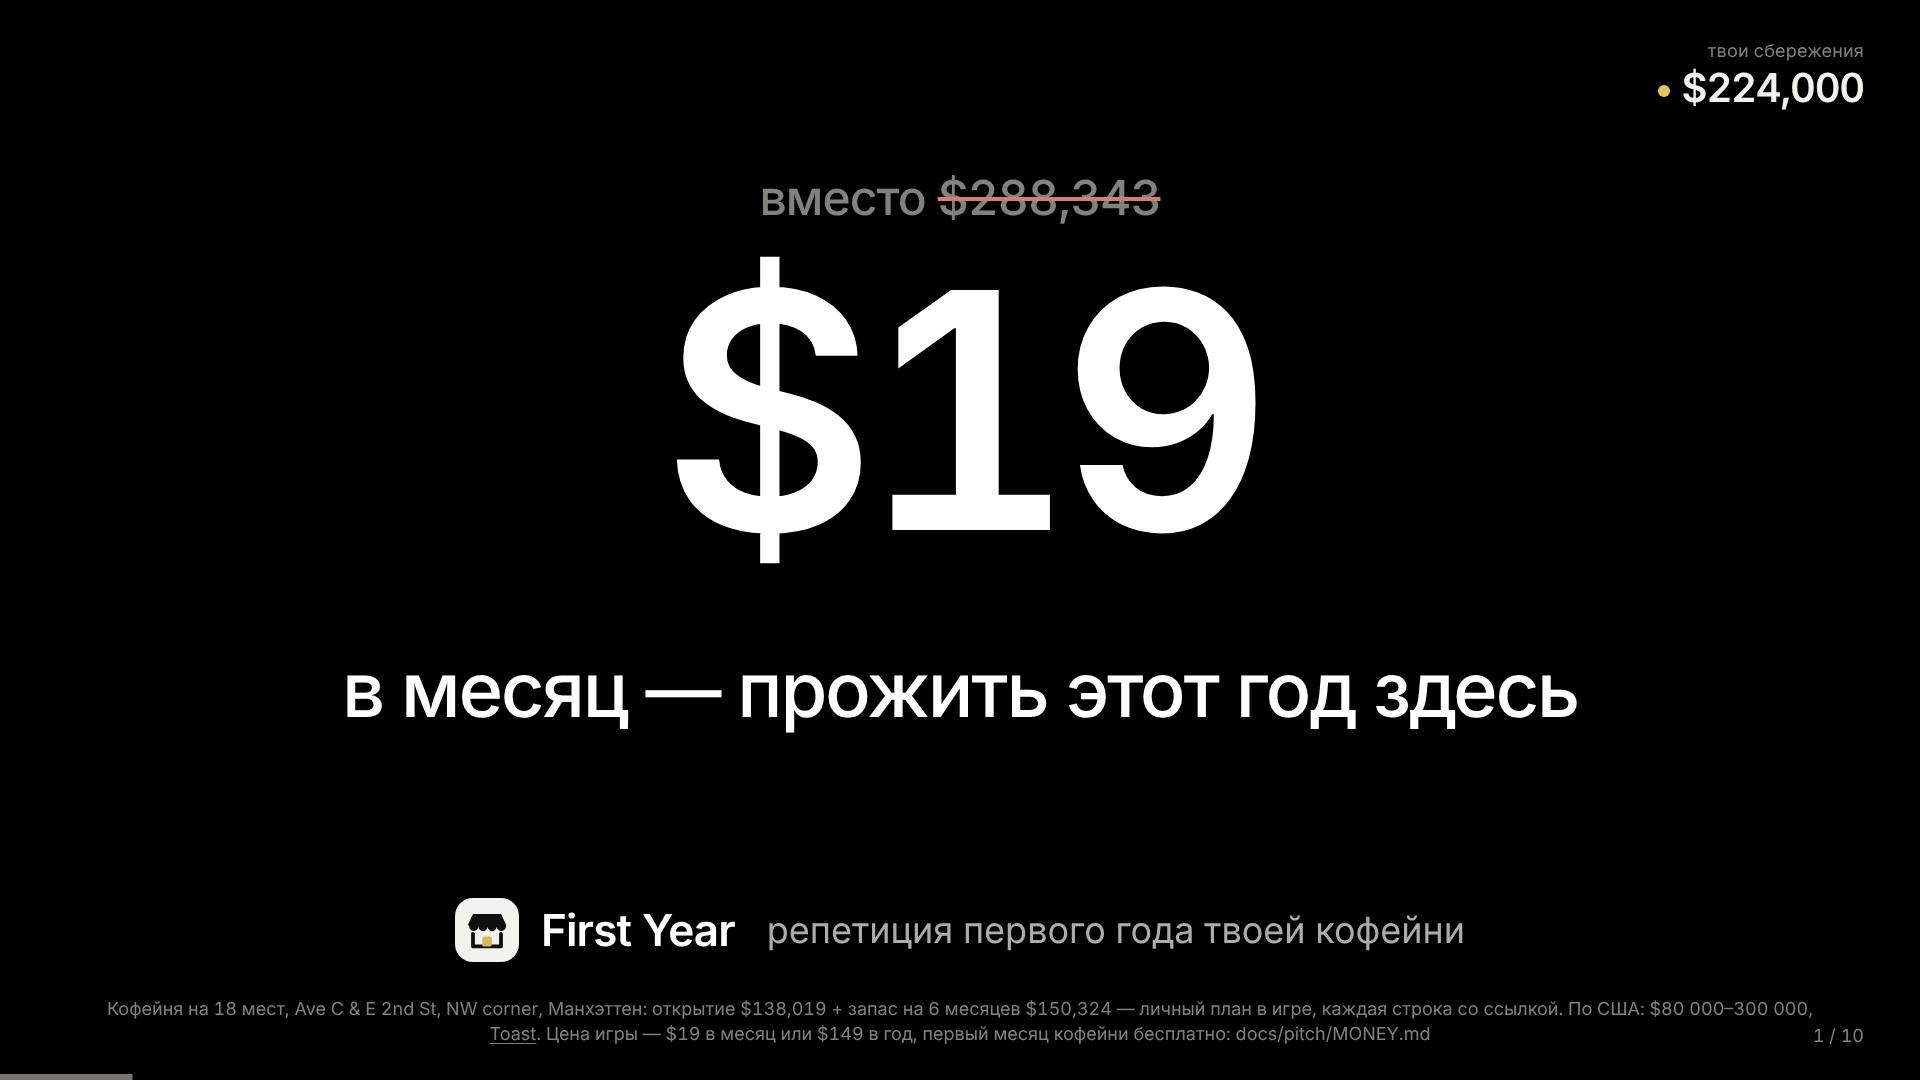 твои сбережения
$224,000
вместо $288,343
$19
в месяц — прожить этот год здесь
First Year репетиция первого года твоей кофейни
Кофейня на 18 мест, Ave C & E 2nd St, NW corner, Манхэттен: открытие $138,019 + запас на 6 месяцев $150,324 — личный план в игре, каждая строка со ссылкой. По США: $80 000–300 000,
Toast. Цена игры — $19 в месяц или $149 в год, первый месяц кофейни бесплатно: docs/pitch/MONEY.md
1 / 10